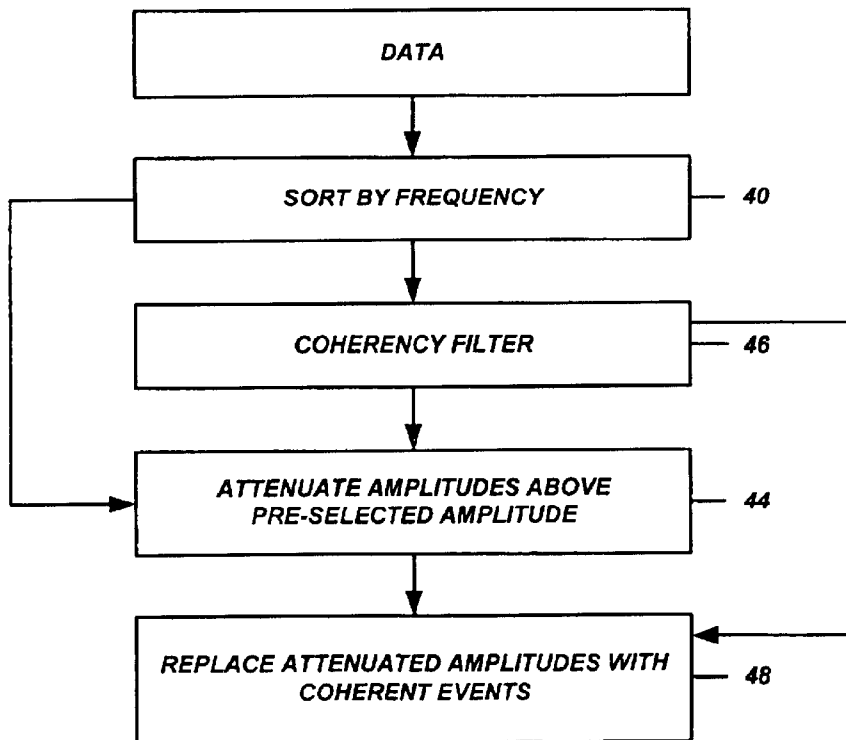 DATA
SORT BY FREQUENCY
40
COHERENCY FILTER
46
ATTENUATE AMPLITUDES ABOVE
PRE-SELECTED AMPLITUDE
44
REPLACE ATTENUATED AMPLITUDES WITH
COHERENT EVENTS
48